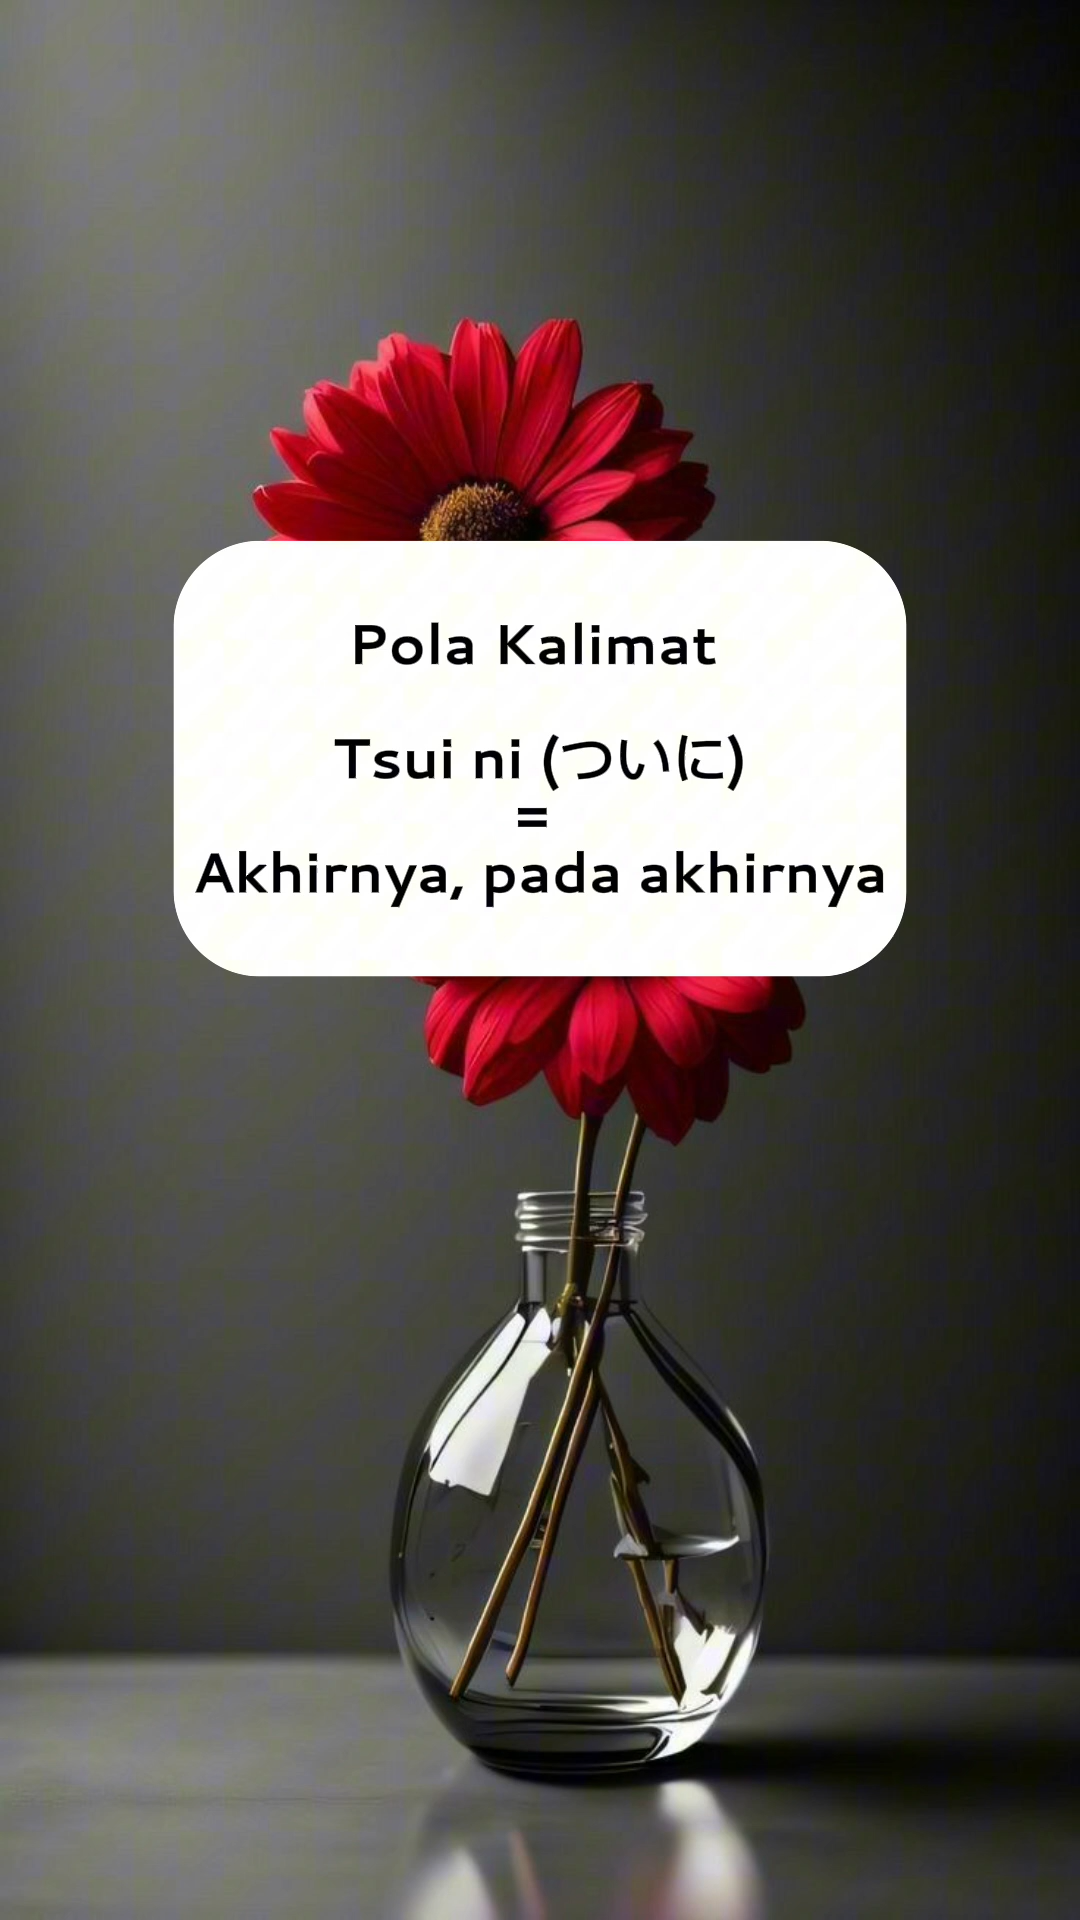 Pola Kalimat
Tsui ni (ついに)
=
Akhirnya, pada akhirnya